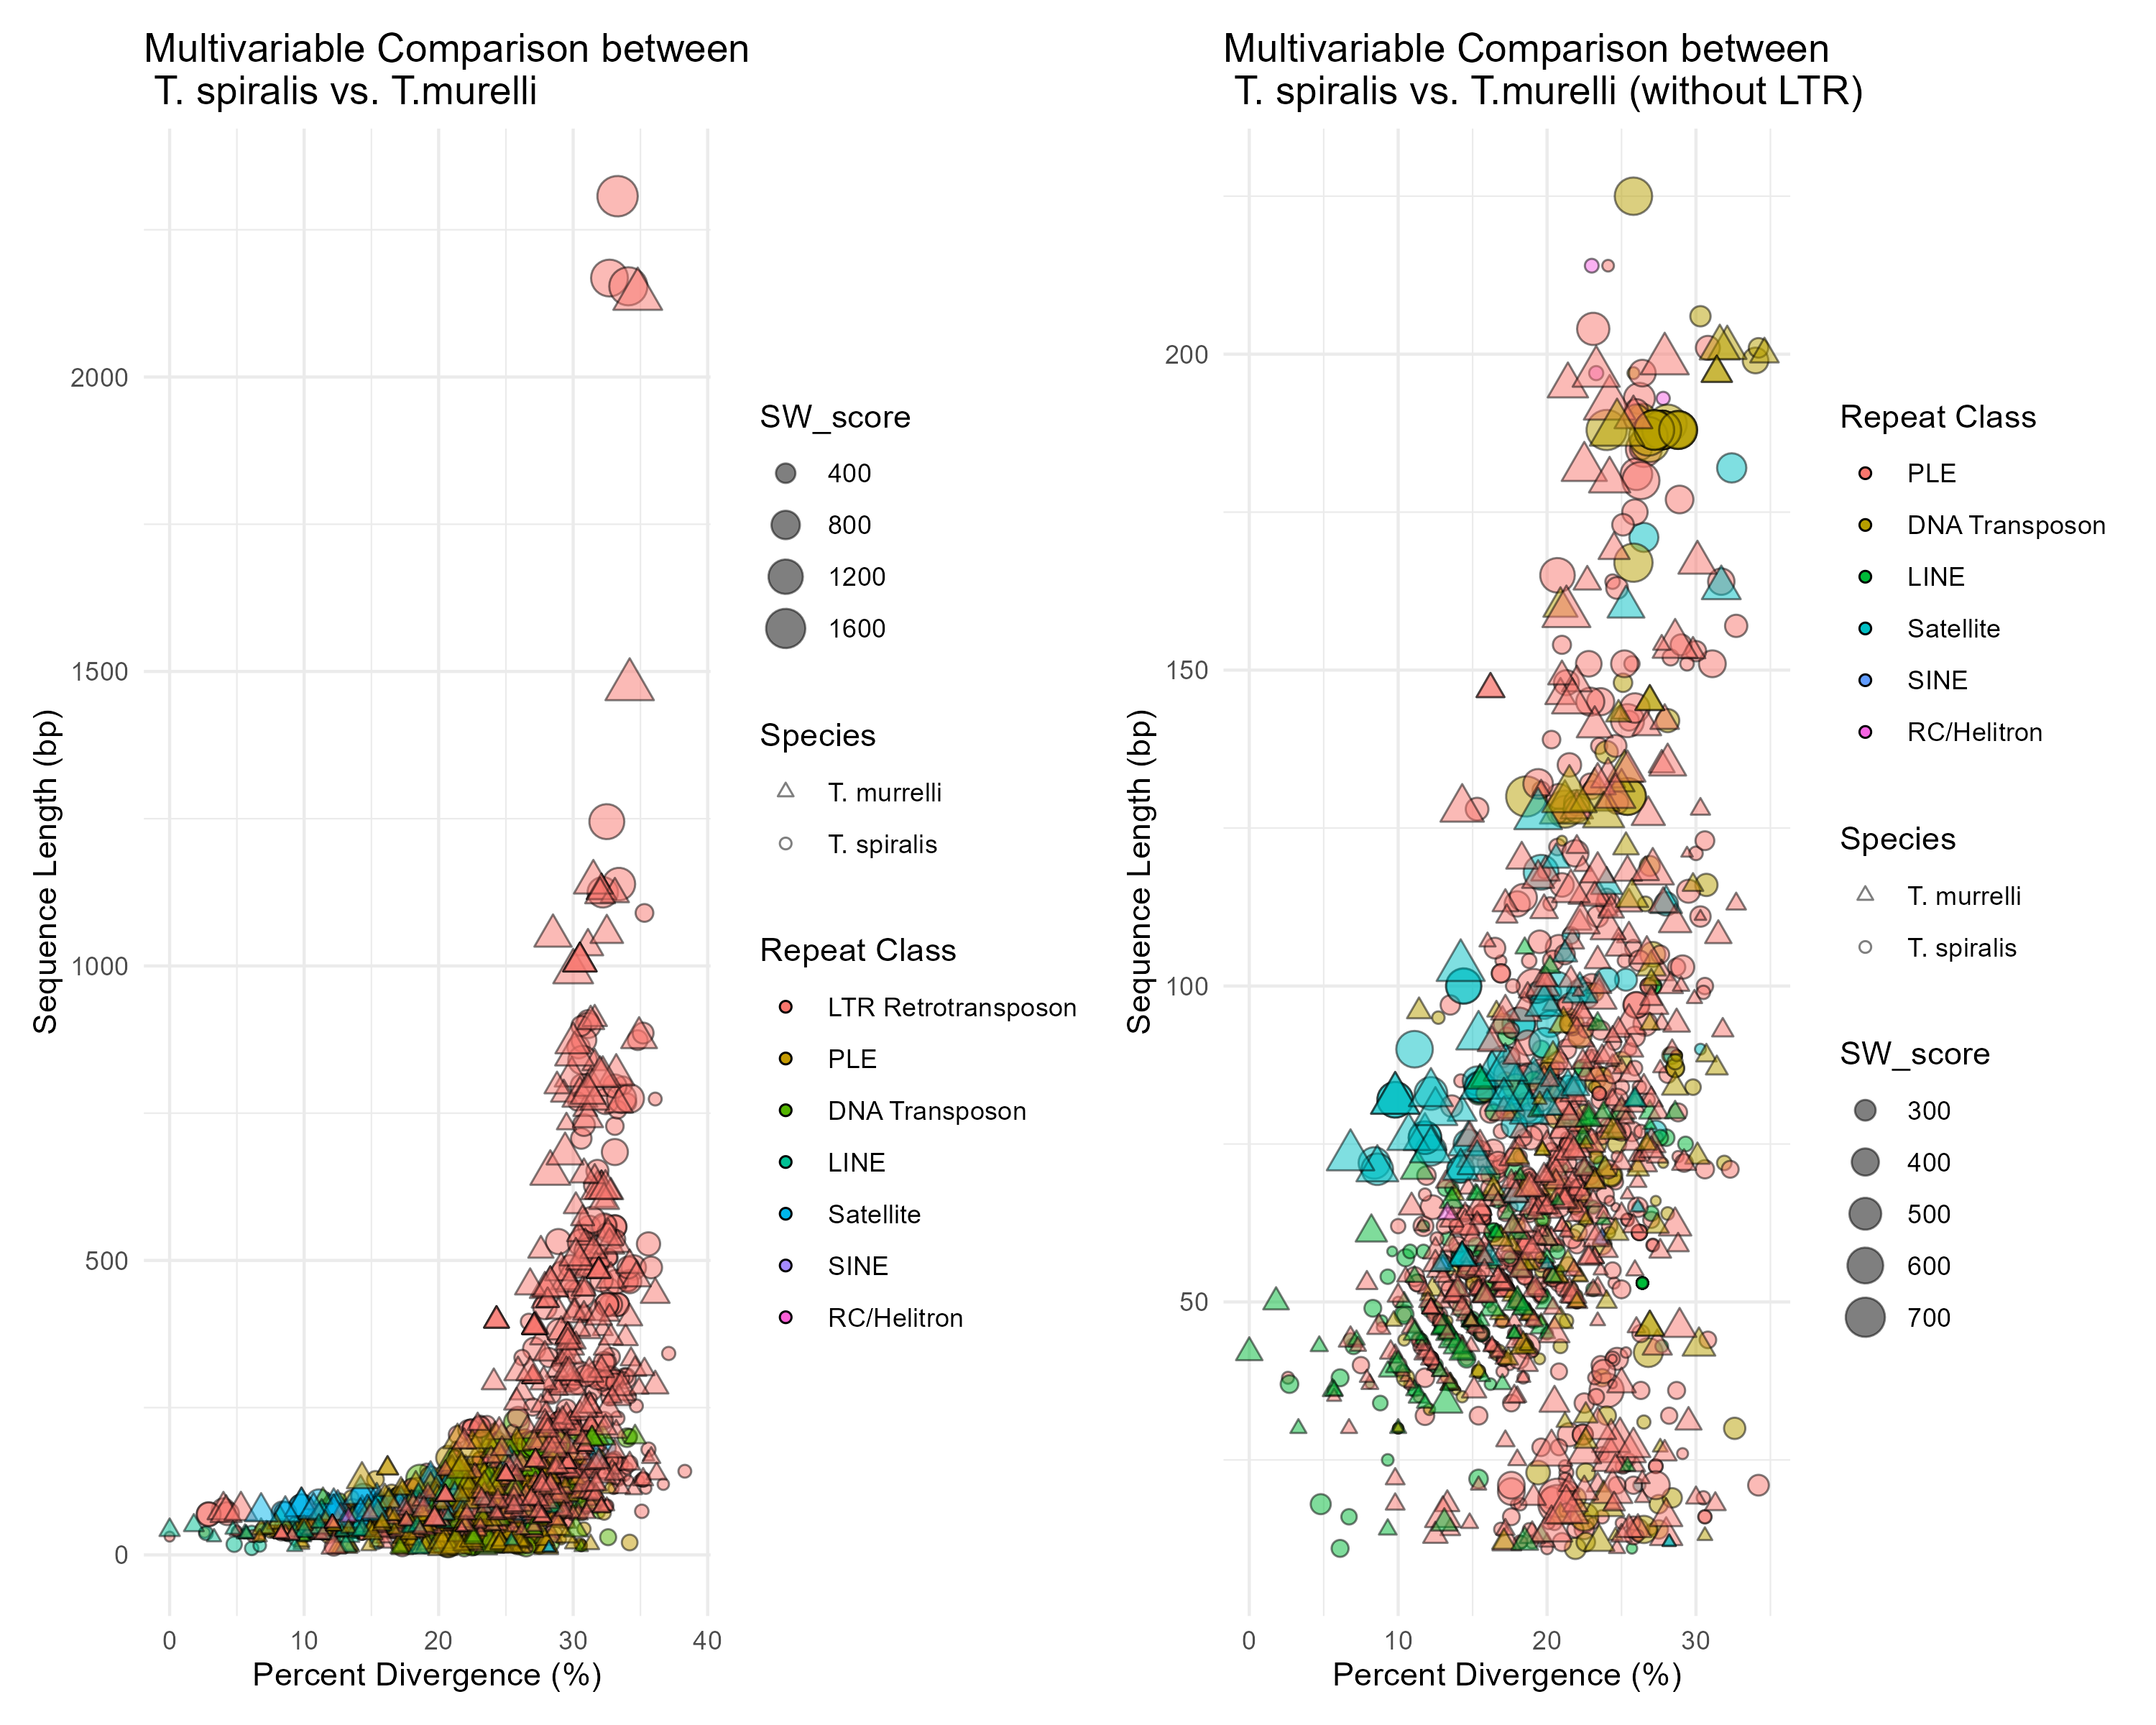 Multivariable Comparison between
T. spiralis vs. T.murelli
Sequence Length (bp)
2000
1500
1000
500
0
0 10 20 30 40
Percent Divergence (%)
SW_score
400
800
1200
1600
Species
T. murrelli
T. spiralis
Repeat Class
LTR Retrotransposon
PLE
DNA Transposon
LINE
Satellite
SINE
RC/Helitron
Multivariable Comparison between
T. spiralis vs. T.murelli (without LTR)
Sequence Length (bp)
200
150
100
50
0 10 20 30
Percent Divergence (%)
Repeat Class
PLE
DNA Transposon
LINE
Satellite
SINE
RC/Helitron
Species
T. murrelli
T. spiralis
SW_score
300
400
500
600
700